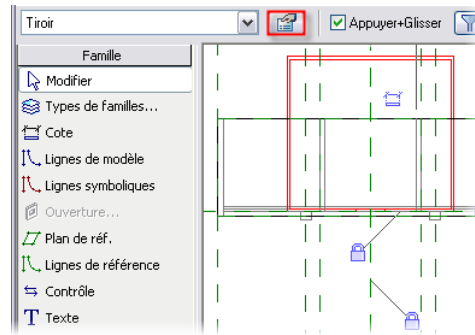 Tiroir
Appuyer+Glisser
Famille
Modifier
Types de familles...
Cote
Lignes de modèle
Lignes symboliques
Ouverture...
Plan de réf.
Lignes de référence
Contrôle
Texte